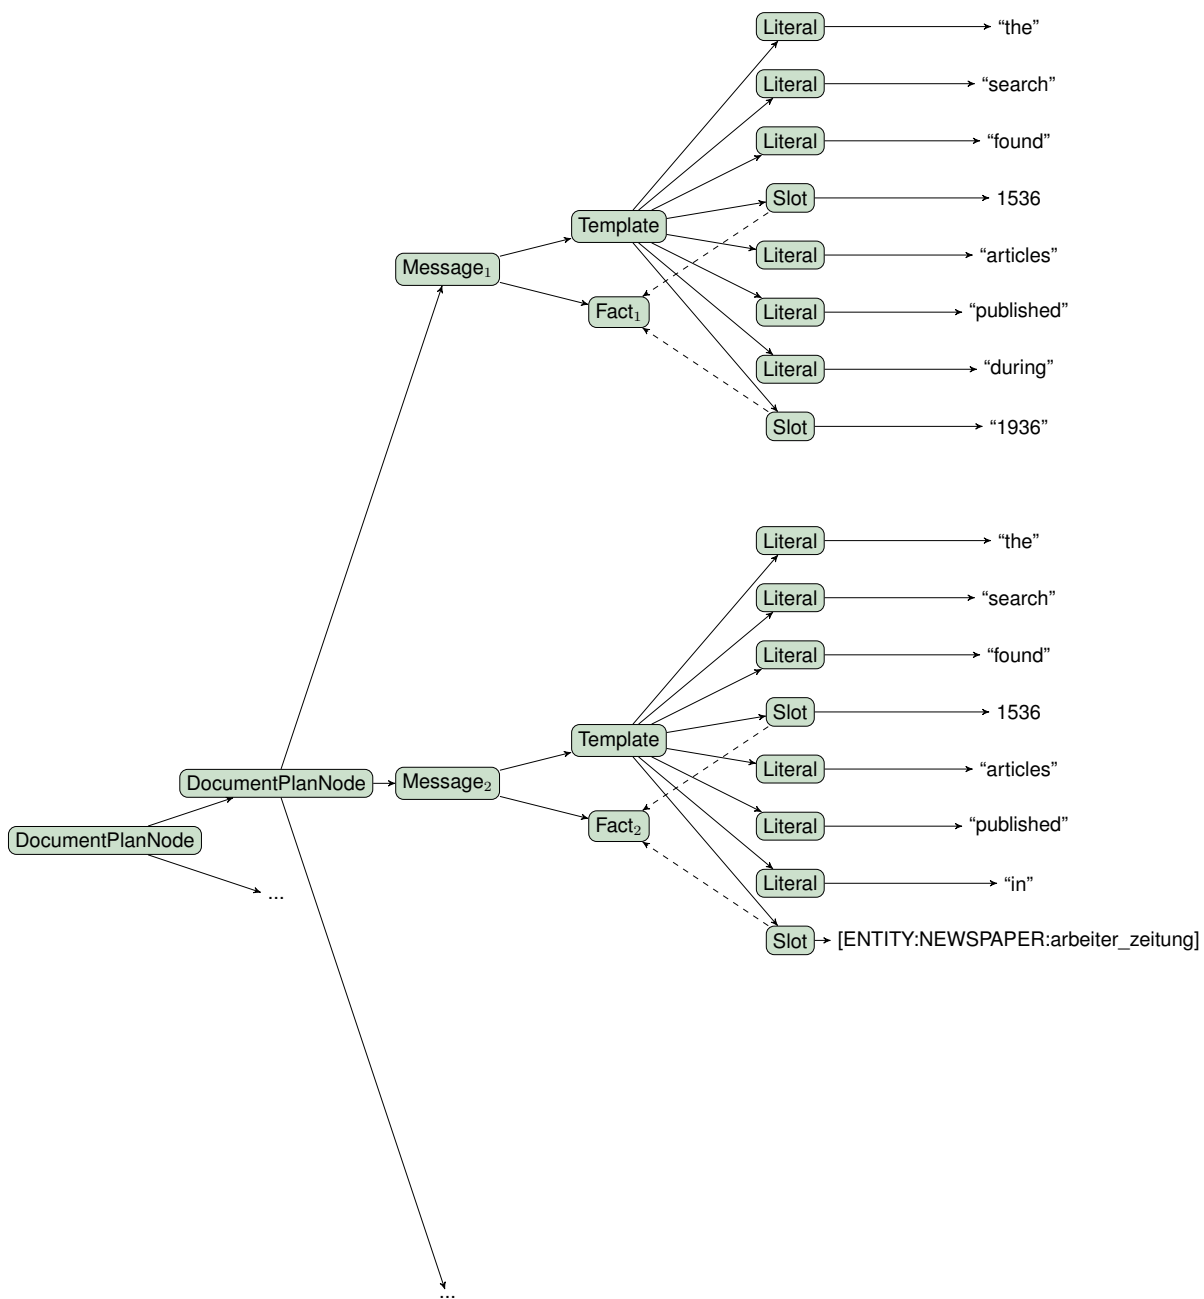 Literal “the”
Literal “search”
Literal “found”
Slot 1536
Template
Literal “articles”
Message₁
Fact₁
Literal “published”
Literal “during”
Slot “1936”
Literal “the”
Literal “search”
Literal “found”
Slot 1536
Template
Literal “articles”
DocumentPlanNode Message₂
Fact₂
Literal “published”
DocumentPlanNode
Literal “in”
...
Slot [ENTITY:NEWSPAPER:arbeiter_zeitung]
...